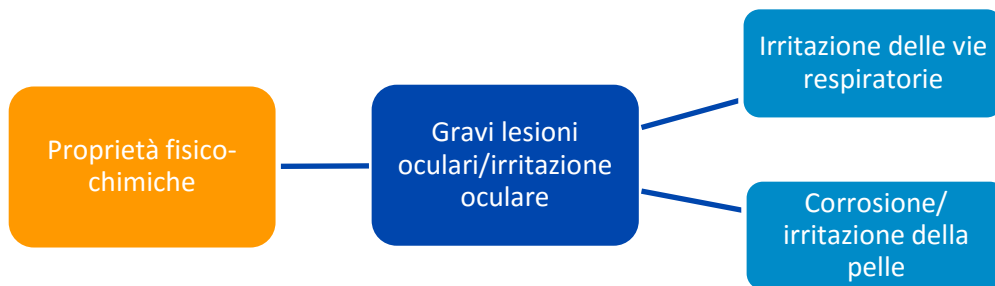 Proprietà fisico-
chimiche
Gravi lesioni
oculari/irritazione
oculare
Irritazione delle vie
respiratorie
Corrosione/
irritazione della
pelle